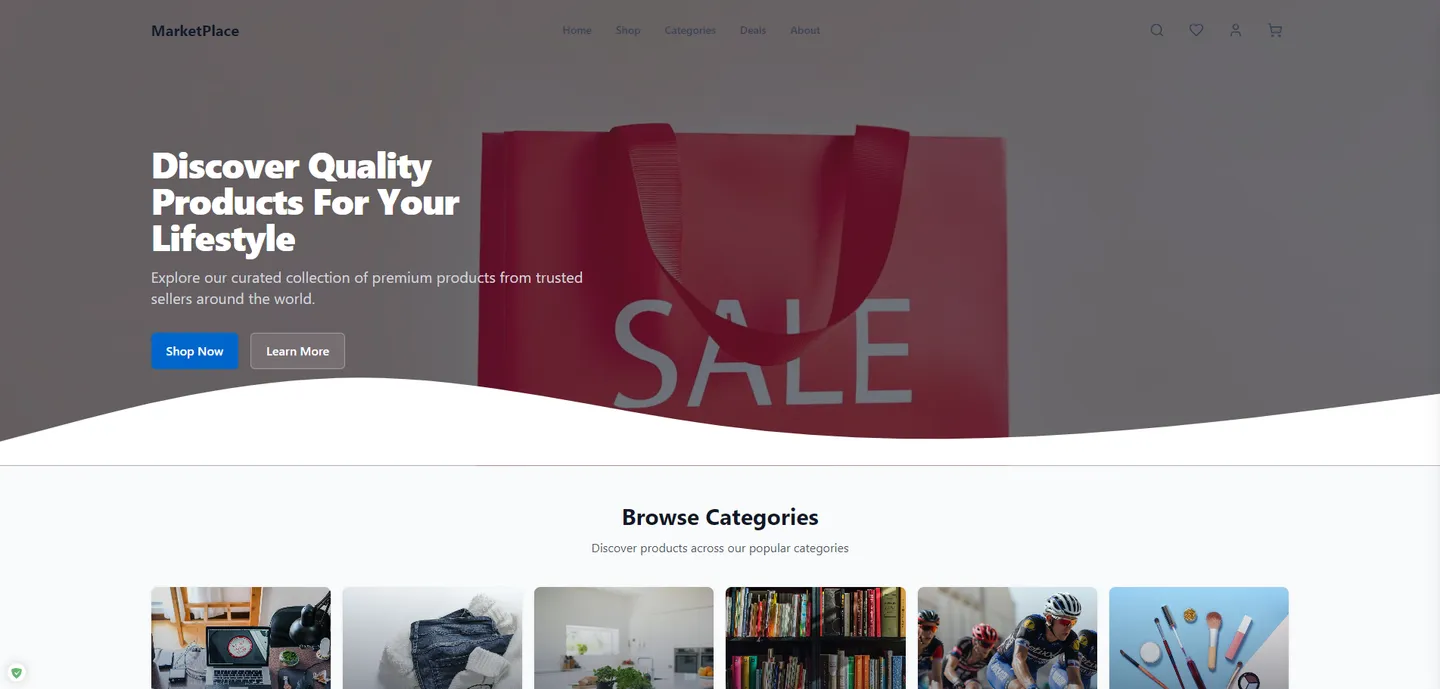 MarketPlace
Home
Shop
Categories
Deals
About
Discover Quality
Products For Your
Lifestyle
Explore our curated collection of premium products from trusted
sellers around the world.
Shop Now
Learn More
SALE
Browse Categories
Discover products across our popular categories